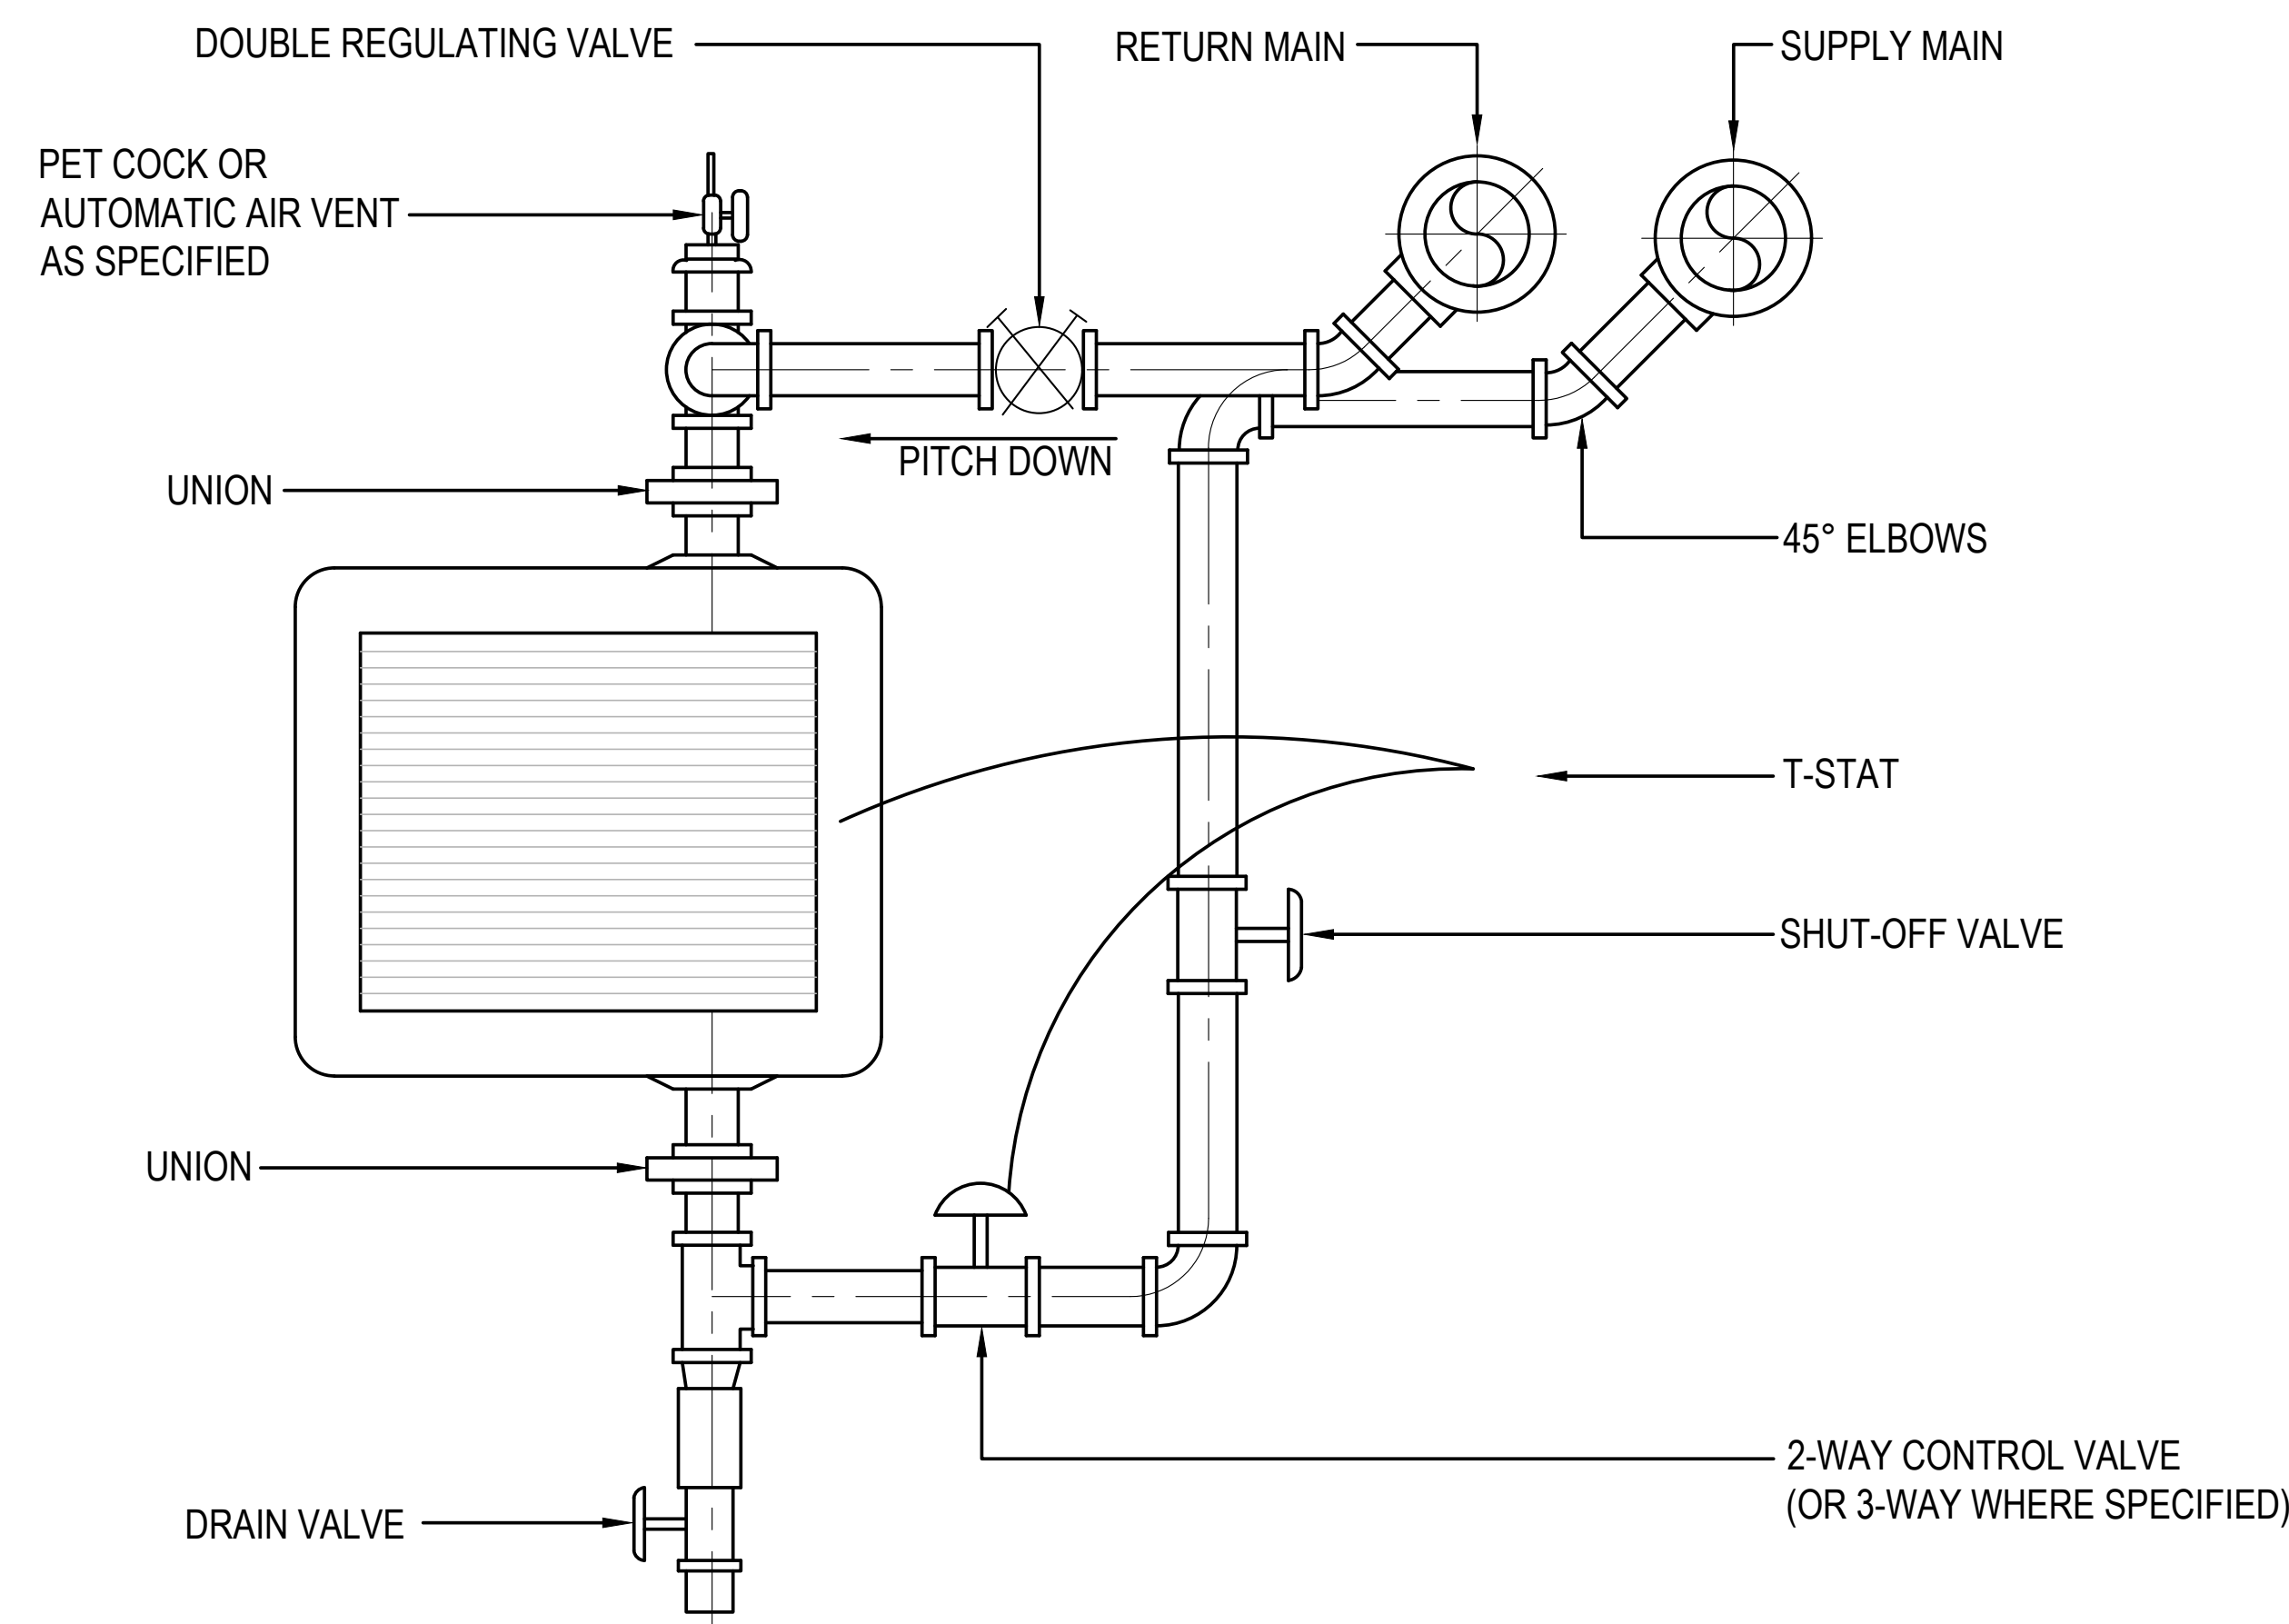 DOUBLE REGULATING VALVE
RETURN MAIN
SUPPLY MAIN
PET COCK OR
AUTOMATIC AIR VENT
AS SPECIFIED
PITCH DOWN
UNION
45° ELBOWS
T-STAT
SHUT-OFF VALVE
UNION
2-WAY CONTROL VALVE
(OR 3-WAY WHERE SPECIFIED)
DRAIN VALVE